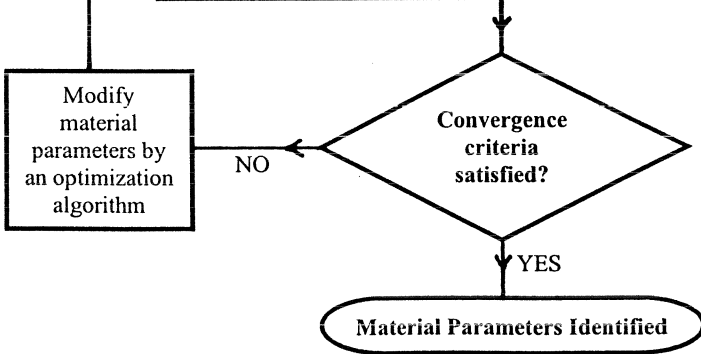 Modify
material
parameters by
an optimization
algorithm
NO
Convergence
criteria
satisfied?
YES
Material Parameters Identified